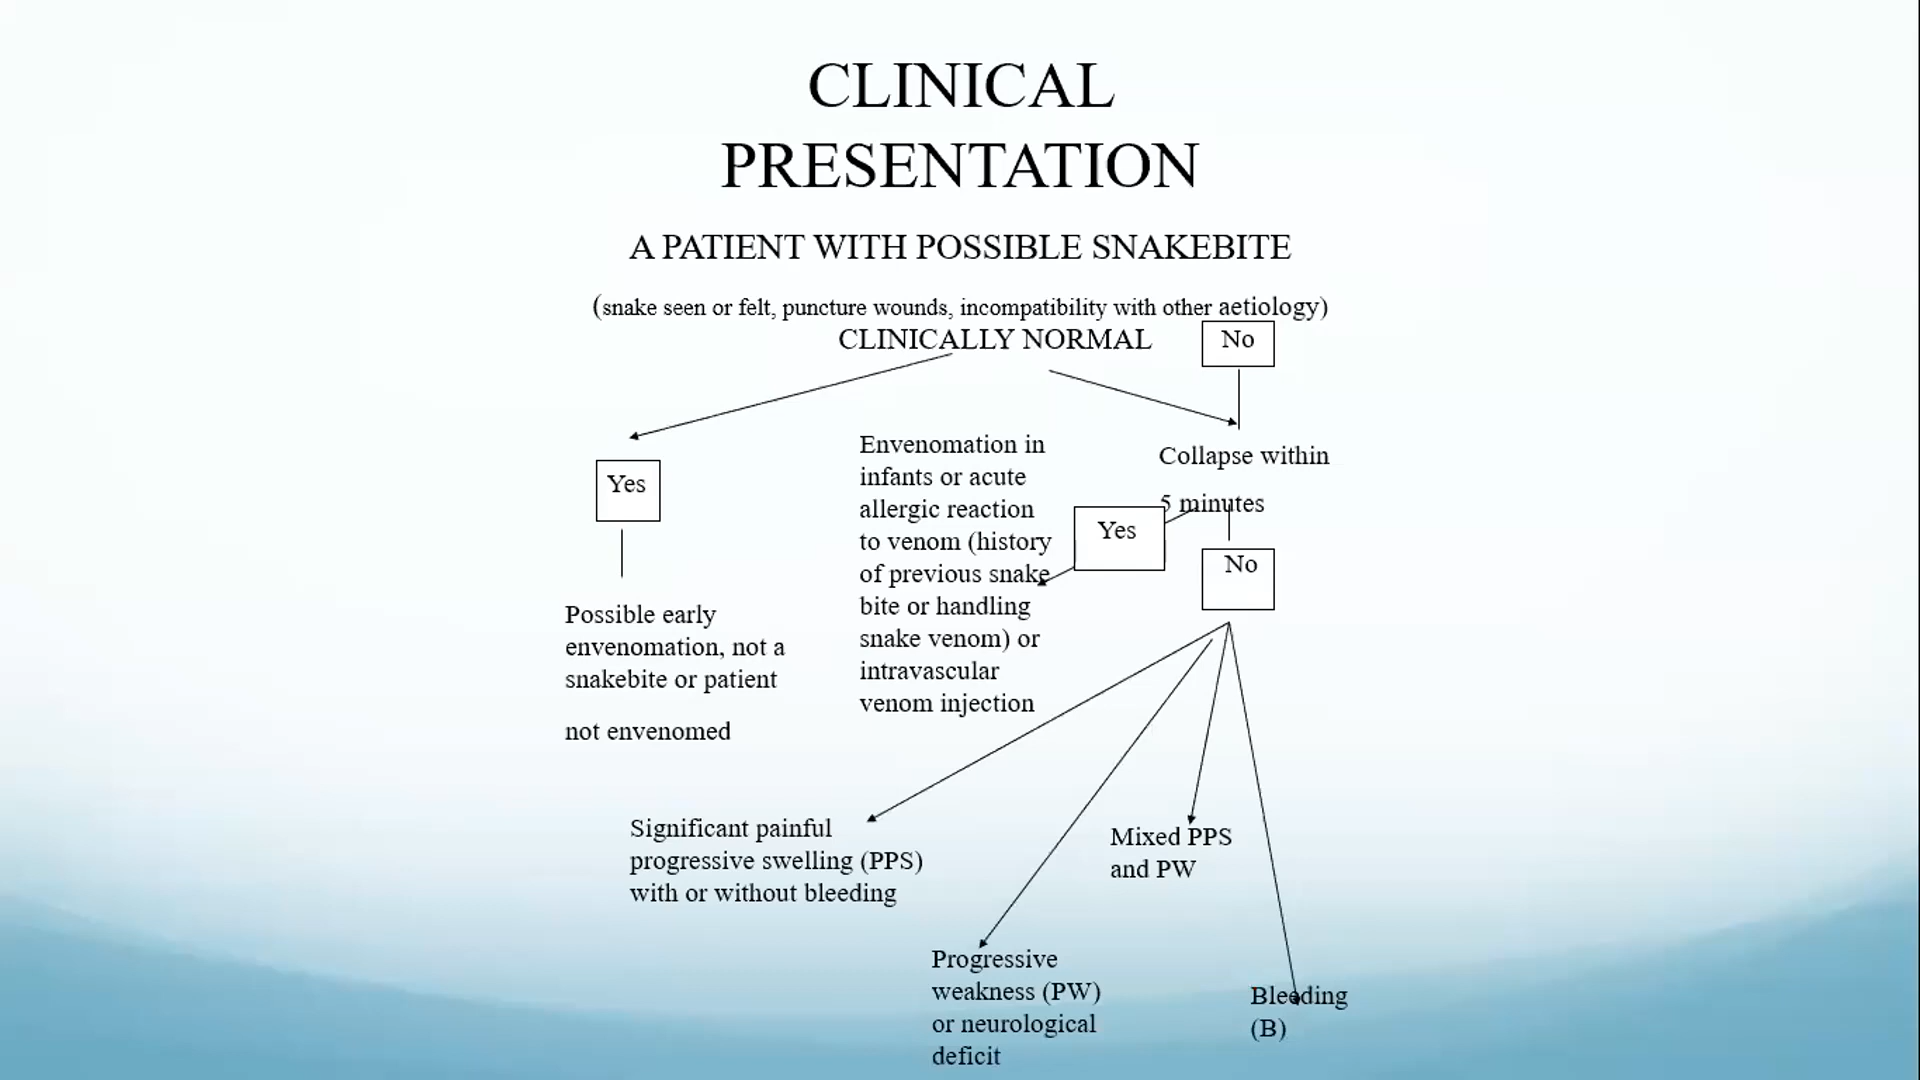 CLINICAL
PRESENTATION
A PATIENT WITH POSSIBLE SNAKEBITE
(snake seen or felt, puncture wounds, incompatibility with other aetiology)
CLINICALLY NORMAL
No
Yes
Possible early
envenomation, not a
snakebite or patient
not envenomed
Envenomation in
infants or acute
allergic reaction
to venom (history
of previous snake
bite or handling
snake venom) or
intravascular
venom injection
Collapse within
5 minutes
Yes
No
Significant painful
progressive swelling (PPS)
with or without bleeding
Progressive
weakness (PW)
or neurological
deficit
Mixed PPS
and PW
Bleeding
(B)